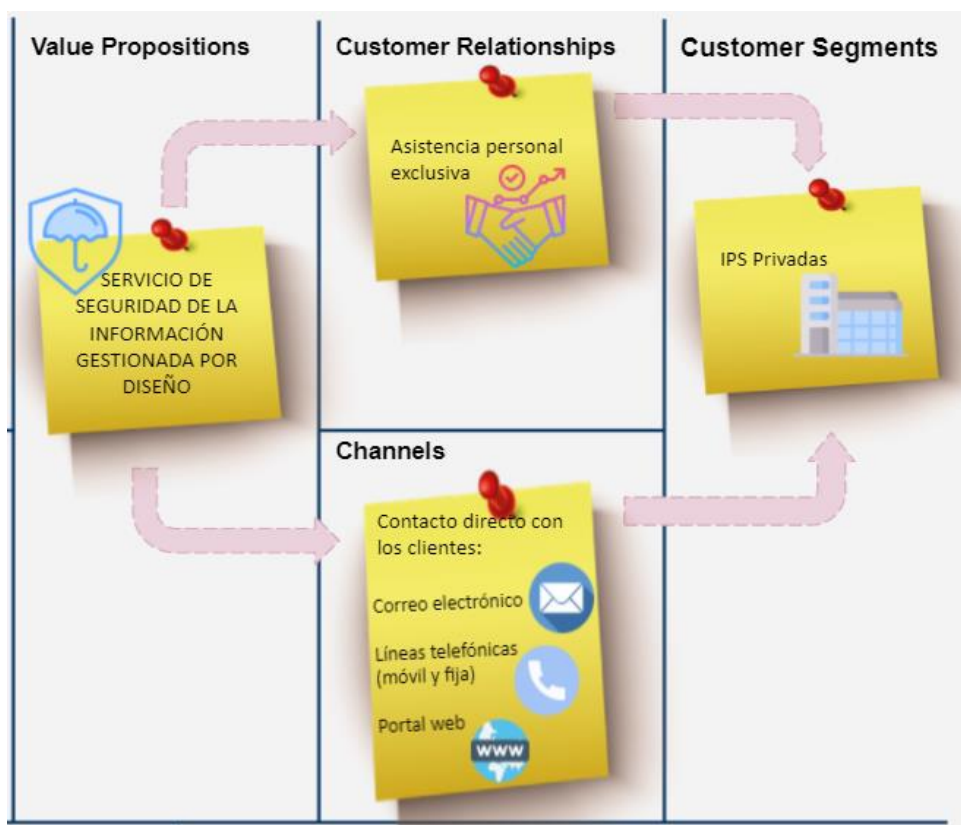 Value Propositions
SERVICIO DE
SEGURIDAD DE LA
INFORMACIÓN
GESTIONADA POR
DISEÑO
Customer Relationships
Asistencia personal
exclusiva
Customer Segments
IPS Privadas
Channels
Contacto directo con
los clientes:
Correo electrónico
Líneas telefónicas
(móvil y fija)
Portal web
www